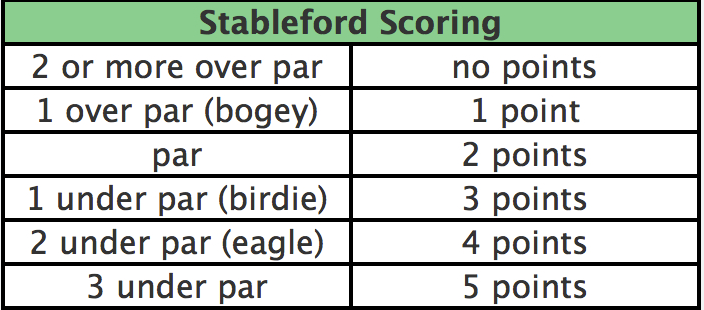 Stableford Scoring
2 or more over par no points
1 over par (bogey) 1 point
par 2 points
1 under par (birdie) 3 points
2 under par (eagle) 4 points
3 under par 5 points